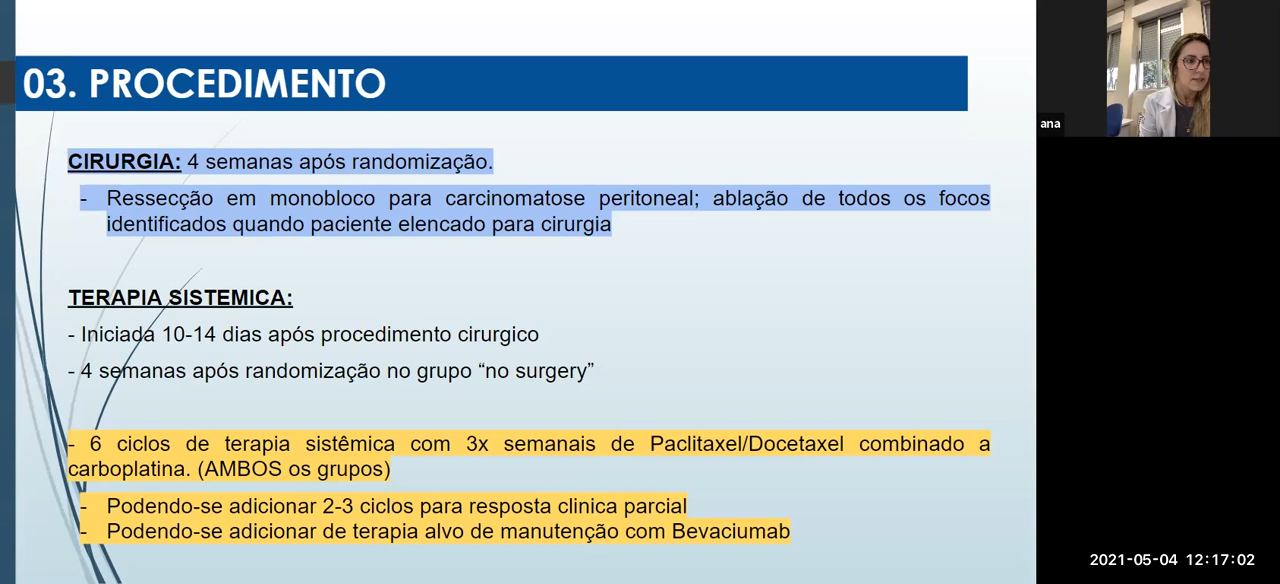 03. PROCEDIMENTO
CIRURGIA: 4 semanas após randomização.
- Ressecção em monobloco para carcinomatose peritoneal; ablação de todos os focos
identificados quando paciente elencado para cirurgia
TERAPIA SISTEMICA:
- Iniciada 10-14 dias após procedimento cirurgico
- 4 semanas após randomização no grupo “no surgery”
- 6 ciclos de terapia sistêmica com 3x semanais de Paclitaxel/Docetaxel combinado a
carboplatina. (AMBOS os grupos)
- Podendo-se adicionar 2-3 ciclos para resposta clinica parcial
- Podendo-se adicionar de terapia alvo de manutenção com Bevaciumab
ana
2021-05-04 12:17:02